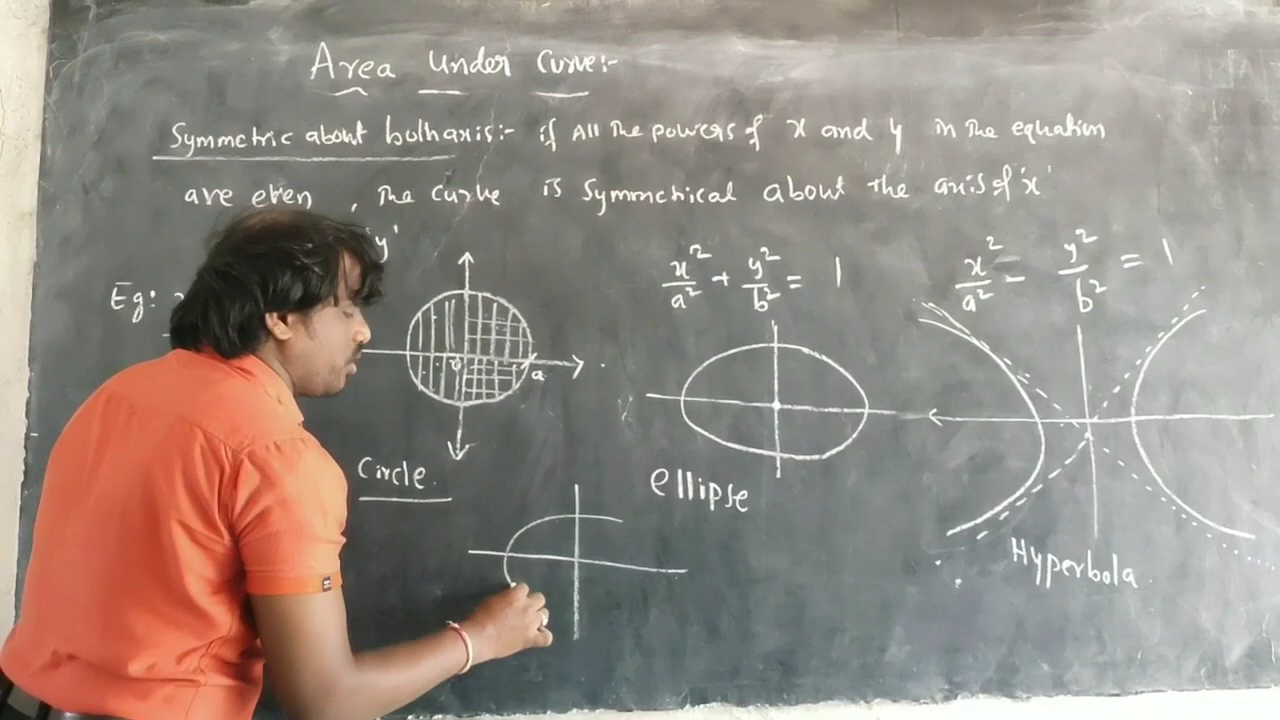 Area Under Curve:-
Symmetric about bothaxis:- if All The powers of x and y in The equation
are even , The curve is Symmetrical about The axis of 'x'
y'
Eg:
x²/a² + y²/b² = 1
x²/a² - y²/b² = 1
o
a
Circle.
ellipse
Hyperbola